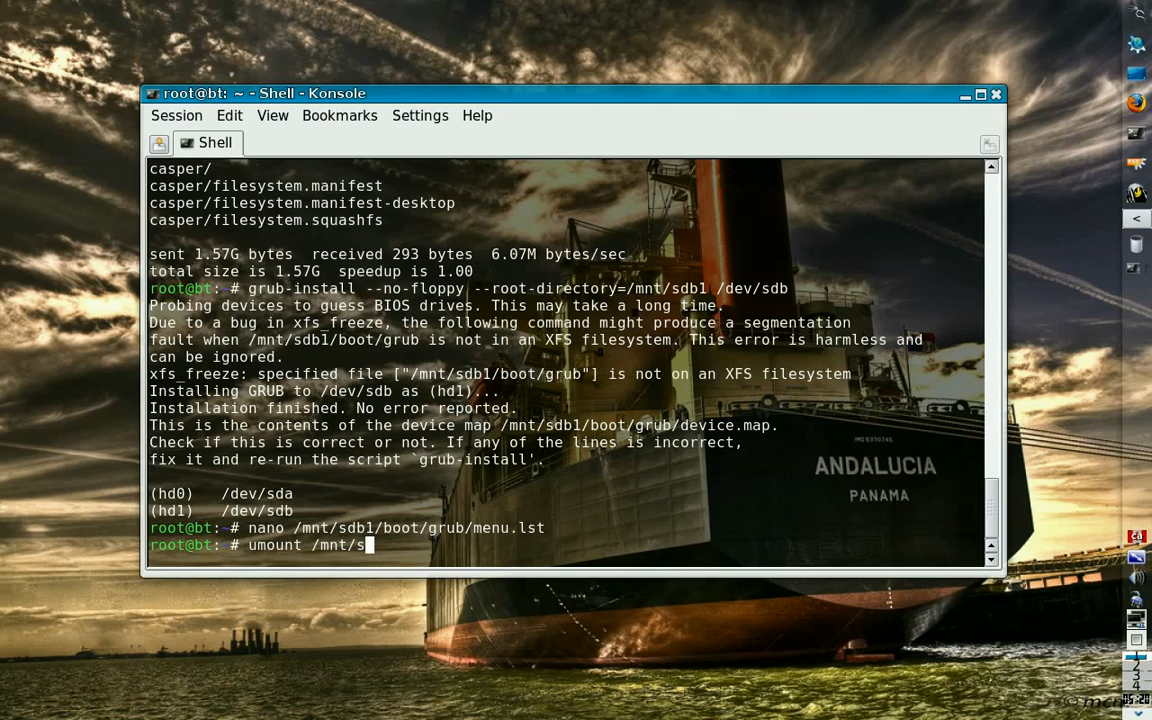 root@bt: ~ - Shell - Konsole
Session Edit View Bookmarks Settings Help
Shell
casper/
casper/filesystem.manifest
casper/filesystem.manifest-desktop
casper/filesystem.squashfs
sent 1.57G bytes  received 293 bytes  6.07M bytes/sec
total size is 1.57G  speedup is 1.00
root@bt:~# grub-install --no-floppy --root-directory=/mnt/sdb1 /dev/sdb
Probing devices to guess BIOS drives. This may take a long time.
Due to a bug in xfs_freeze, the following command might produce a segmentation
fault when /mnt/sdb1/boot/grub is not in an XFS filesystem. This error is harmless and
can be ignored.
xfs_freeze: specified file ["/mnt/sdb1/boot/grub"] is not on an XFS filesystem
Installing GRUB to /dev/sdb as (hd1)...
Installation finished. No error reported.
This is the contents of the device map /mnt/sdb1/boot/grub/device.map.
Check if this is correct or not. If any of the lines is incorrect,
fix it and re-run the script `grub-install'.
(hd0)   /dev/sda
(hd1)   /dev/sdb
root@bt:~# nano /mnt/sdb1/boot/grub/menu.lst
root@bt:~# umount /mnt/s
ANDALUCIA
PANAMA
<
ca
1
2
3
4